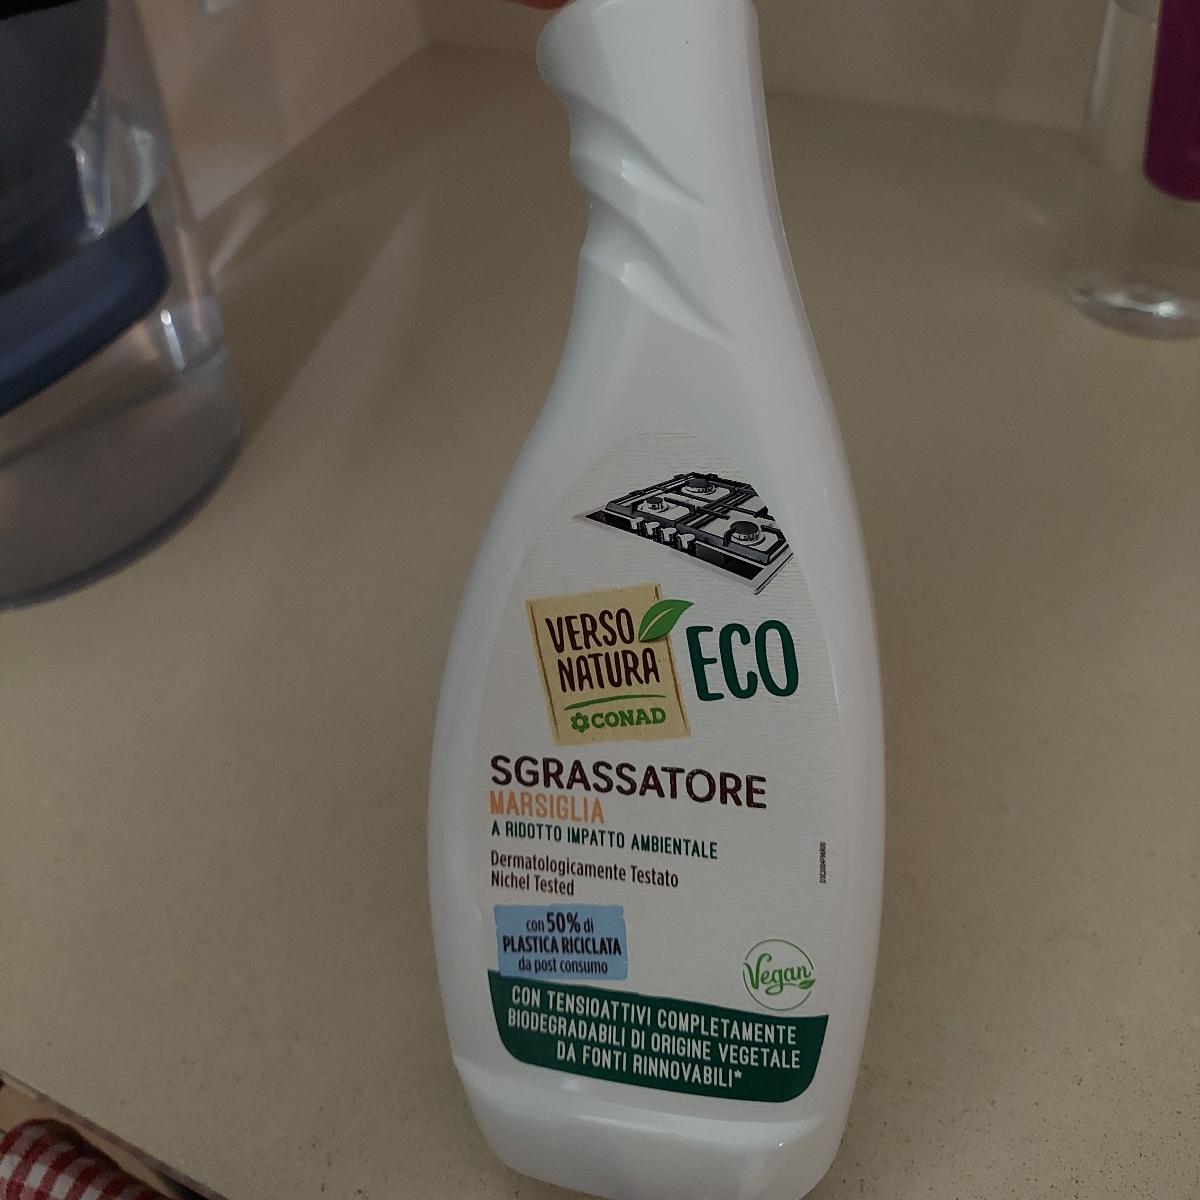 VERSO
NATURA
CONAD
ECO
SGRASSATORE
MARSIGLIA
A RIDOTTO IMPATTO AMBIENTALE
Dermatologicamente Testato
Nichel Tested
con 50% di
PLASTICA RICICLATA
da post consumo
Vegan
CON TENSIOATTIVI COMPLETAMENTE
BIODEGRADABILI DI ORIGINE VEGETALE
DA FONTI RINNOVABILI*